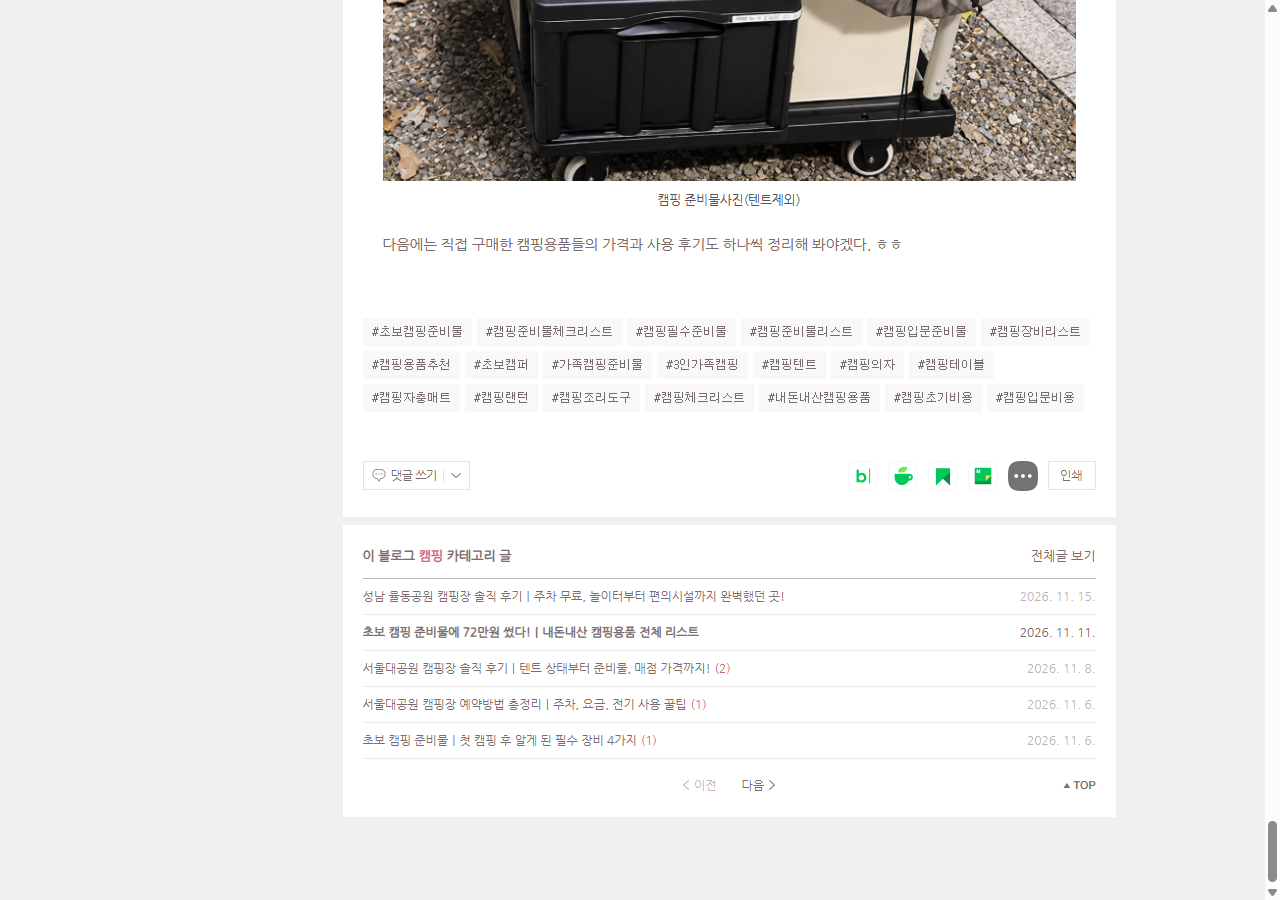 캠핑 준비물사진(텐트제외)
다음에는 직접 구매한 캠핑용품들의 가격과 사용 후기도 하나씩 정리해 봐야겠다. ㅎㅎ
#초보캠핑준비물 #캠핑준비물체크리스트 #캠핑필수준비물 #캠핑준비물리스트 #캠핑입문준비물 #캠핑장비리스트
#캠핑용품추천 #초보캠퍼 #가족캠핑준비물 #3인가족캠핑 #캠핑텐트 #캠핑의자 #캠핑테이블
#캠핑자충매트 #캠핑랜턴 #캠핑조리도구 #캠핑체크리스트 #내돈내산캠핑용품 #캠핑초기비용 #캠핑입문비용
댓글 쓰기 인쇄
이 블로그 캠핑 카테고리 글 전체글 보기
성남 율동공원 캠핑장 솔직 후기 | 주차 무료, 놀이터부터 편의시설까지 완벽했던 곳! 2026. 11. 15.
초보 캠핑 준비물에 72만원 썼다! | 내돈내산 캠핑용품 전체 리스트 2026. 11. 11.
서울대공원 캠핑장 솔직 후기 | 텐트 상태부터 준비물, 매점 가격까지! (2) 2026. 11. 8.
서울대공원 캠핑장 예약방법 총정리 | 주차, 요금, 전기 사용 꿀팁 (1) 2026. 11. 6.
초보 캠핑 준비물 | 첫 캠핑 후 알게 된 필수 장비 4가지 (1) 2026. 11. 6.
이전 다음 TOP